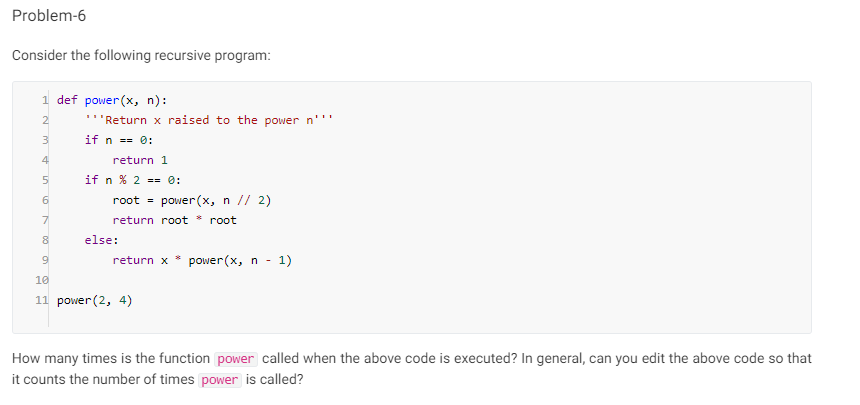 Problem-6
Consider the following recursive program:
1 def power(x, n):
2     '''Return x raised to the power n'''
3     if n == 0:
4         return 1
5     if n % 2 == 0:
6         root = power(x, n // 2)
7         return root * root
8     else:
9         return x * power(x, n - 1)
10
11 power(2, 4)
How many times is the function power called when the above code is executed? In general, can you edit the above code so that
it counts the number of times power is called?